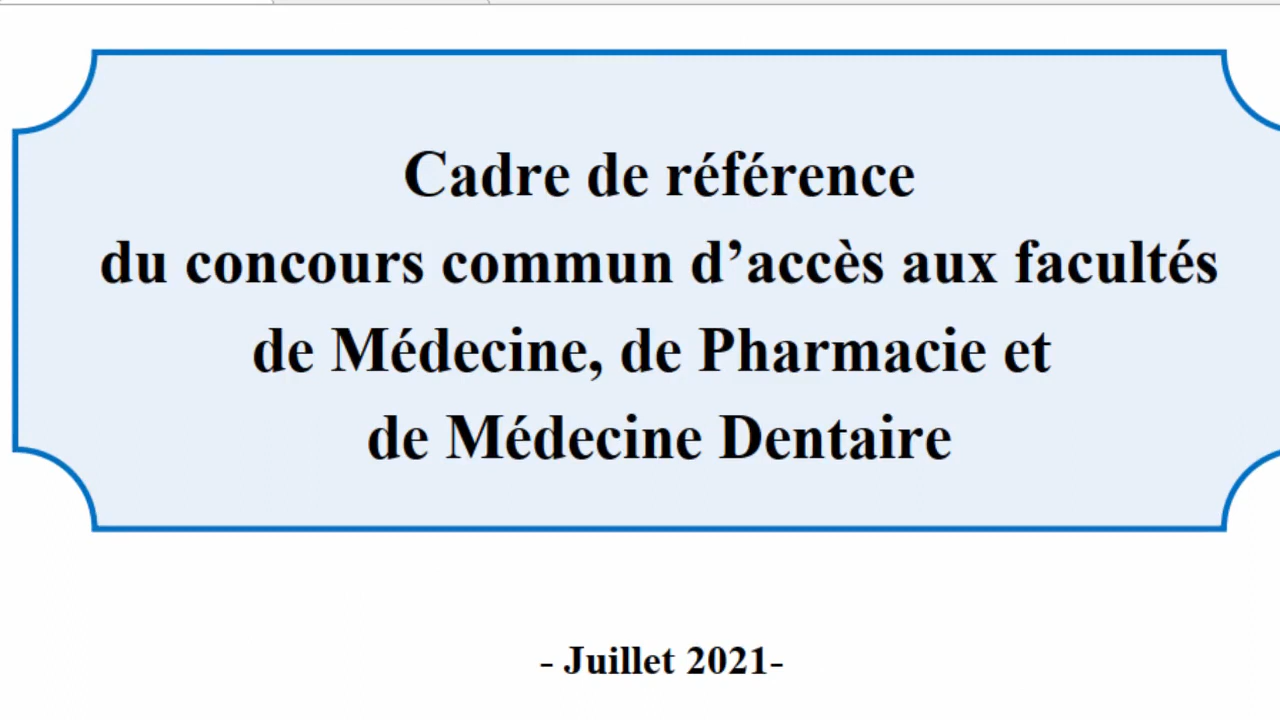 Cadre de référence
du concours commun d’accès aux facultés
de Médecine, de Pharmacie et
de Médecine Dentaire
- Juillet 2021-